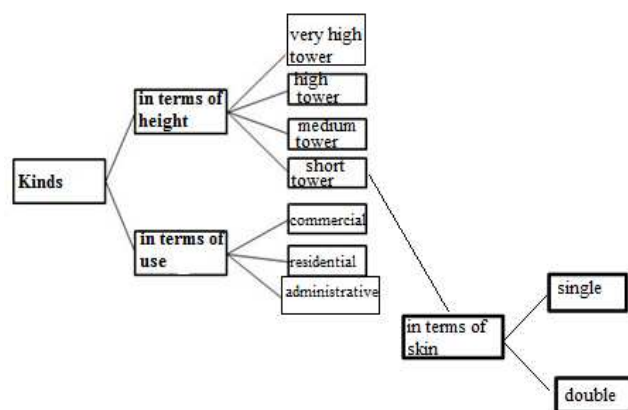 Kinds
in terms of
height
very high
tower
high
tower
medium
tower
short
tower
in terms of
use
commercial
residential
administrative
in terms of
skin
single
double